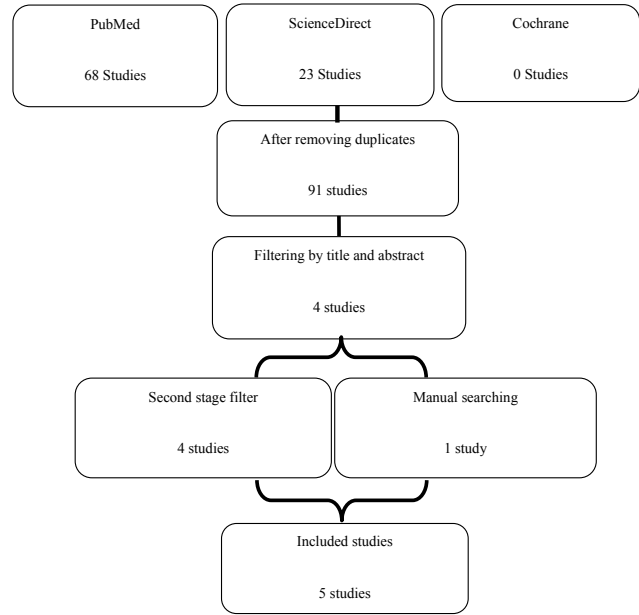 PubMed
68 Studies
ScienceDirect
23 Studies
Cochrane
0 Studies
After removing duplicates
91 studies
Filtering by title and abstract
4 studies
Second stage filter
4 studies
Manual searching
1 study
Included studies
5 studies